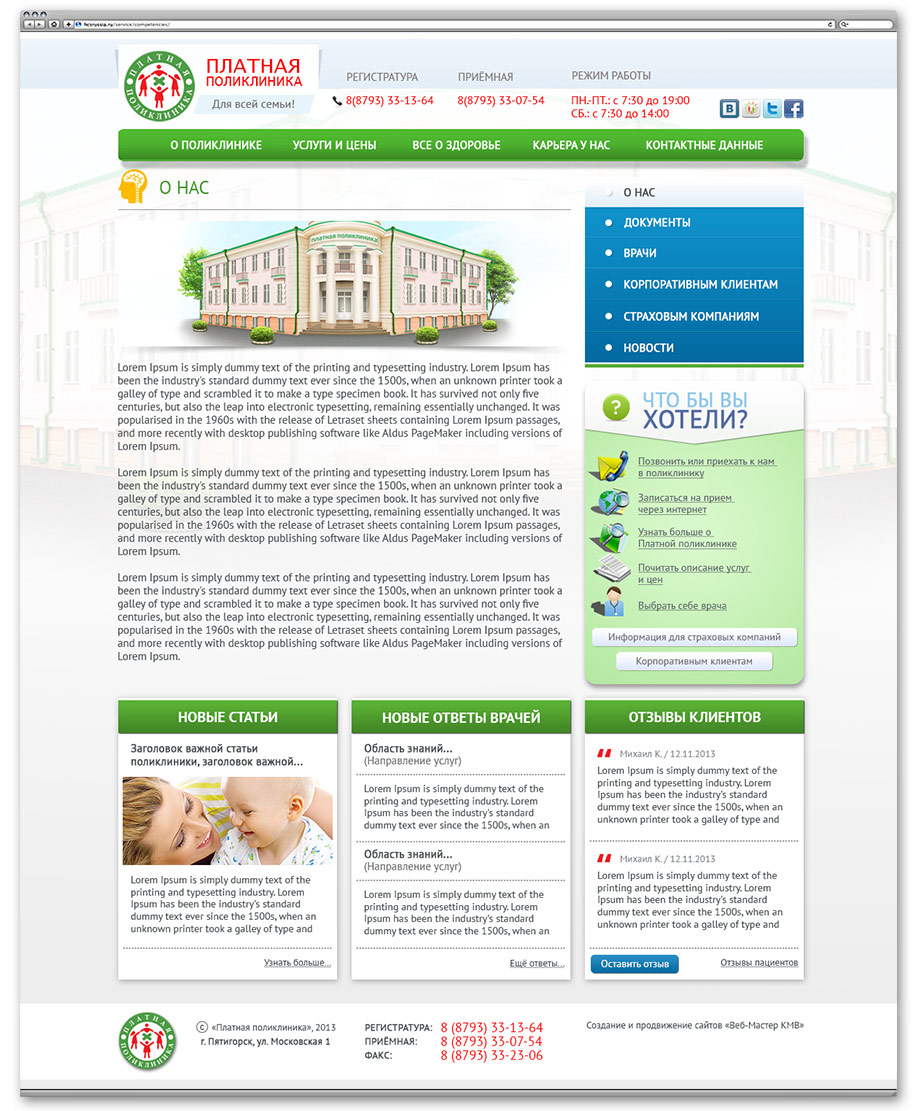 hcsrussia.ru/service/competencies/
ПЛАТНАЯ
ПОЛИКЛИНИКА
ПЛАТНАЯ
ПОЛИКЛИНИКА
Для всей семьи!
РЕГИСТРАТУРА
8(8793) 33-13-64
ПРИЁМНАЯ
8(8793) 33-07-54
РЕЖИМ РАБОТЫ
ПН.-ПТ.: с 7:30 до 19:00
СБ.: с 7:30 до 14:00
О ПОЛИКЛИНИКЕ УСЛУГИ И ЦЕНЫ ВСЕ О ЗДОРОВЬЕ КАРЬЕРА У НАС КОНТАКТНЫЕ ДАННЫЕ
О НАС
ПЛАТНАЯ ПОЛИКЛИНИКА
Lorem Ipsum is simply dummy text of the printing and typesetting industry. Lorem Ipsum has
been the industry's standard dummy text ever since the 1500s, when an unknown printer took a
galley of type and scrambled it to make a type specimen book. It has survived not only five
centuries, but also the leap into electronic typesetting, remaining essentially unchanged. It was
popularised in the 1960s with the release of Letraset sheets containing Lorem Ipsum passages,
and more recently with desktop publishing software like Aldus PageMaker including versions of
Lorem Ipsum.
Lorem Ipsum is simply dummy text of the printing and typesetting industry. Lorem Ipsum has
been the industry's standard dummy text ever since the 1500s, when an unknown printer took a
galley of type and scrambled it to make a type specimen book. It has survived not only five
centuries, but also the leap into electronic typesetting, remaining essentially unchanged. It was
popularised in the 1960s with the release of Letraset sheets containing Lorem Ipsum passages,
and more recently with desktop publishing software like Aldus PageMaker including versions of
Lorem Ipsum.
Lorem Ipsum is simply dummy text of the printing and typesetting industry. Lorem Ipsum has
been the industry's standard dummy text ever since the 1500s, when an unknown printer took a
galley of type and scrambled it to make a type specimen book. It has survived not only five
centuries, but also the leap into electronic typesetting, remaining essentially unchanged. It was
popularised in the 1960s with the release of Letraset sheets containing Lorem Ipsum passages,
and more recently with desktop publishing software like Aldus PageMaker including versions of
Lorem Ipsum.
О НАС
ДОКУМЕНТЫ
ВРАЧИ
КОРПОРАТИВНЫМ КЛИЕНТАМ
СТРАХОВЫМ КОМПАНИЯМ
НОВОСТИ
?
ЧТО БЫ ВЫ
ХОТЕЛИ?
Позвонить или приехать к нам
в поликлинику
Записаться на прием
через интернет
Узнать больше о
Платной поликлинике
Почитать описание услуг
и цен
Выбрать себе врача
Информация для страховых компаний
Корпоративным клиентам
НОВЫЕ СТАТЬИ
Заголовок важной статьи
поликлиники, заголовок важной...
Lorem Ipsum is simply dummy text of the
printing and typesetting industry. Lorem
Ipsum has been the industry's standard
dummy text ever since the 1500s, when an
unknown printer took a galley of type and
Узнать больше...
НОВЫЕ ОТВЕТЫ ВРАЧЕЙ
Область знаний...
(Направление услуг)
Lorem Ipsum is simply dummy text of the
printing and typesetting industry. Lorem
Ipsum has been the industry's standard
dummy text ever since the 1500s, when an
Область знаний...
(Направление услуг)
Lorem Ipsum is simply dummy text of the
printing and typesetting industry. Lorem
Ipsum has been the industry's standard
dummy text ever since the 1500s, when an
Ещё ответы...
ОТЗЫВЫ КЛИЕНТОВ
Михаил К. / 12.11.2013
Lorem Ipsum is simply dummy text of the
printing and typesetting industry. Lorem
Ipsum has been the industry's standard
dummy text ever since the 1500s, when an
unknown printer took a galley of type and
Михаил К. / 12.11.2013
Lorem Ipsum is simply dummy text of the
printing and typesetting industry. Lorem
Ipsum has been the industry's standard
dummy text ever since the 1500s, when an
unknown printer took a galley of type and
Оставить отзыв
Отзывы пациентов
ПЛАТНАЯ
ПОЛИКЛИНИКА
© «Платная поликлиника», 2013
г. Пятигорск, ул. Московская 1
РЕГИСТРАТУРА: 8 (8793) 33-13-64
ПРИЁМНАЯ: 8 (8793) 33-07-54
ФАКС: 8 (8793) 33-23-06
Создание и продвижение сайтов «Веб-Мастер КМВ»